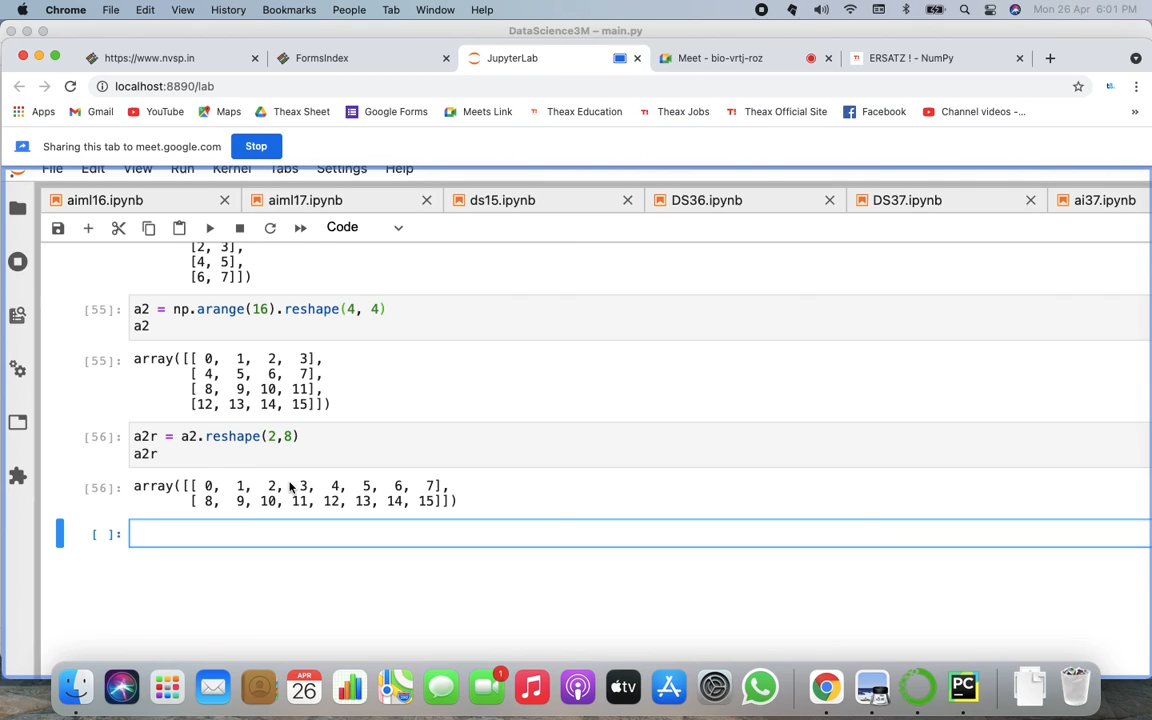 Chrome File Edit View History Bookmarks People Tab Window Help Mon 26 Apr 6:01 PM
DataScience3M – main.py
https://www.nvsp.in FormsIndex JupyterLab Meet - bio-vrtj-roz ERSATZ ! - NumPy
localhost:8890/lab
Apps Gmail YouTube Maps Theax Sheet Google Forms Meets Link Theax Education Theax Jobs Theax Official Site Facebook Channel videos -... »
Sharing this tab to meet.google.com Stop
File Edit View Run Kernel Tabs Settings Help
aiml16.ipynb aiml17.ipynb ds15.ipynb DS36.ipynb DS37.ipynb ai37.ipynb
Code
[2, 3],
[4, 5],
[6, 7]])
[55]: a2 = np.arange(16).reshape(4, 4)
a2
[55]: array([[ 0, 1, 2, 3],
[ 4, 5, 6, 7],
[ 8, 9, 10, 11],
[12, 13, 14, 15]])
[56]: a2r = a2.reshape(2,8)
a2r
[56]: array([[ 0, 1, 2, 3, 4, 5, 6, 7],
[ 8, 9, 10, 11, 12, 13, 14, 15]])
[ ]:
APR 26 1 tv PC